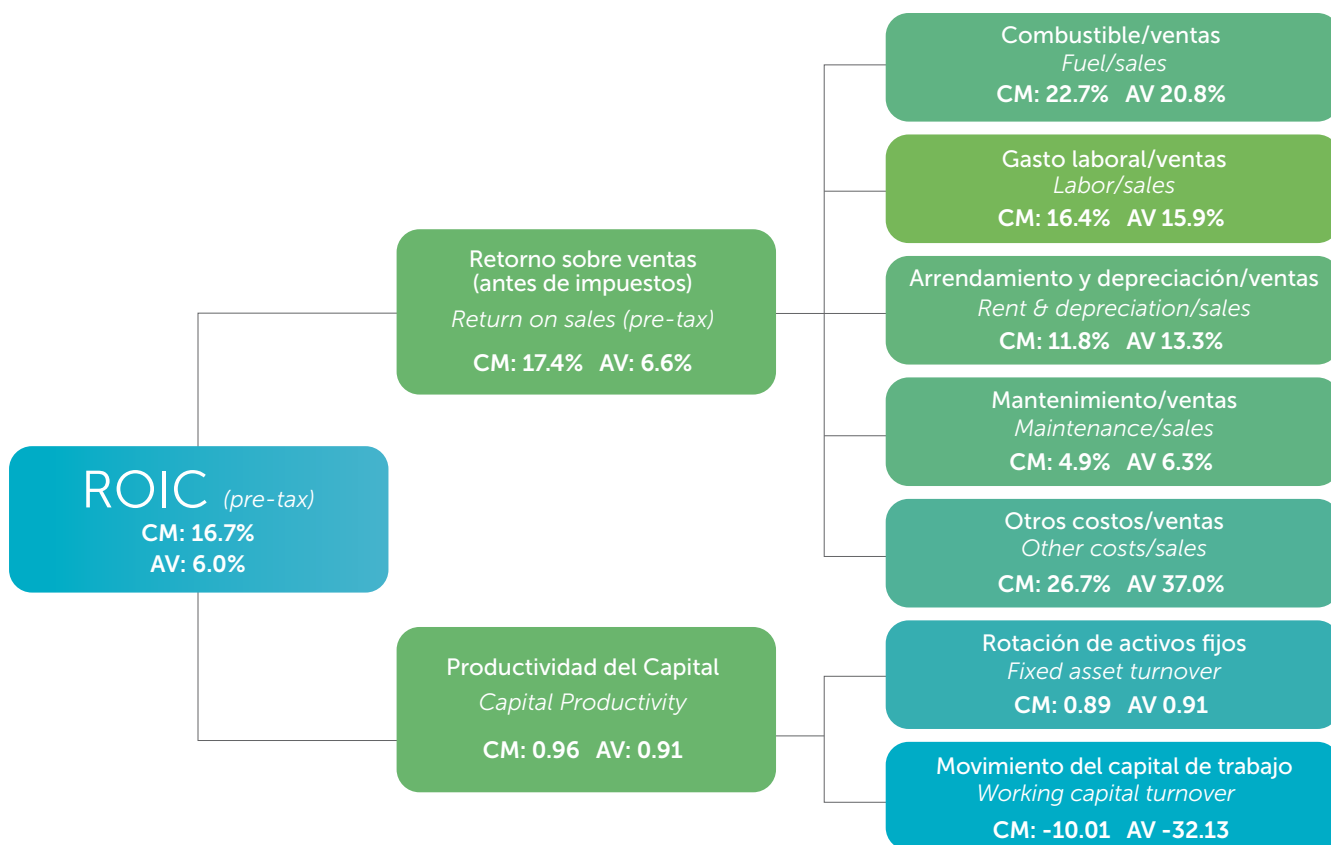 Combustible/ventas
Fuel/sales
CM: 22.7% AV 20.8%
Gasto laboral/ventas
Labor/sales
CM: 16.4% AV 15.9%
Retorno sobre ventas
(antes de impuestos)
Return on sales (pre-tax)
CM: 17.4% AV: 6.6%
Arrendamiento y depreciación/ventas
Rent & depreciation/sales
CM: 11.8% AV 13.3%
Mantenimiento/ventas
Maintenance/sales
CM: 4.9% AV 6.3%
ROIC (pre-tax)
CM: 16.7%
AV: 6.0%
Otros costos/ventas
Other costs/sales
CM: 26.7% AV 37.0%
Productividad del Capital
Capital Productivity
CM: 0.96 AV: 0.91
Rotación de activos fijos
Fixed asset turnover
CM: 0.89 AV 0.91
Movimiento del capital de trabajo
Working capital turnover
CM: -10.01 AV -32.13